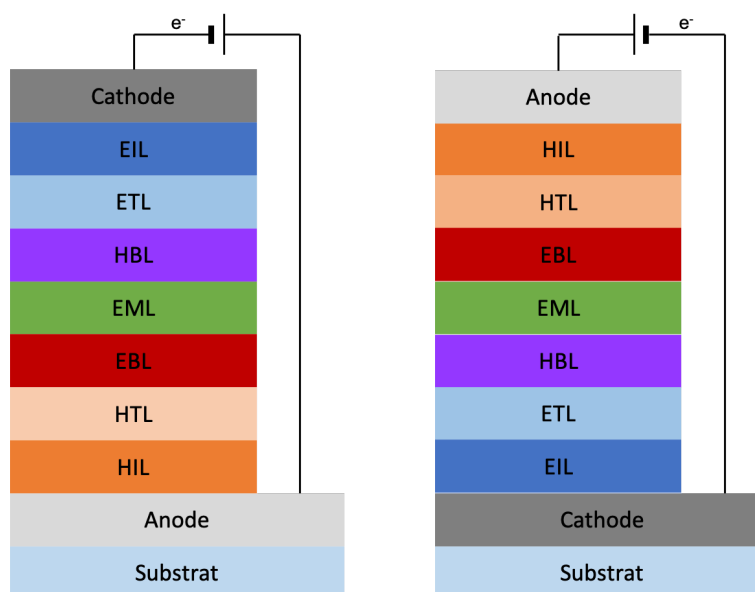 e-
Cathode
EIL
ETL
HBL
EML
EBL
HTL
HIL
Anode
Substrat
e-
Anode
HIL
HTL
EBL
EML
HBL
ETL
EIL
Cathode
Substrat